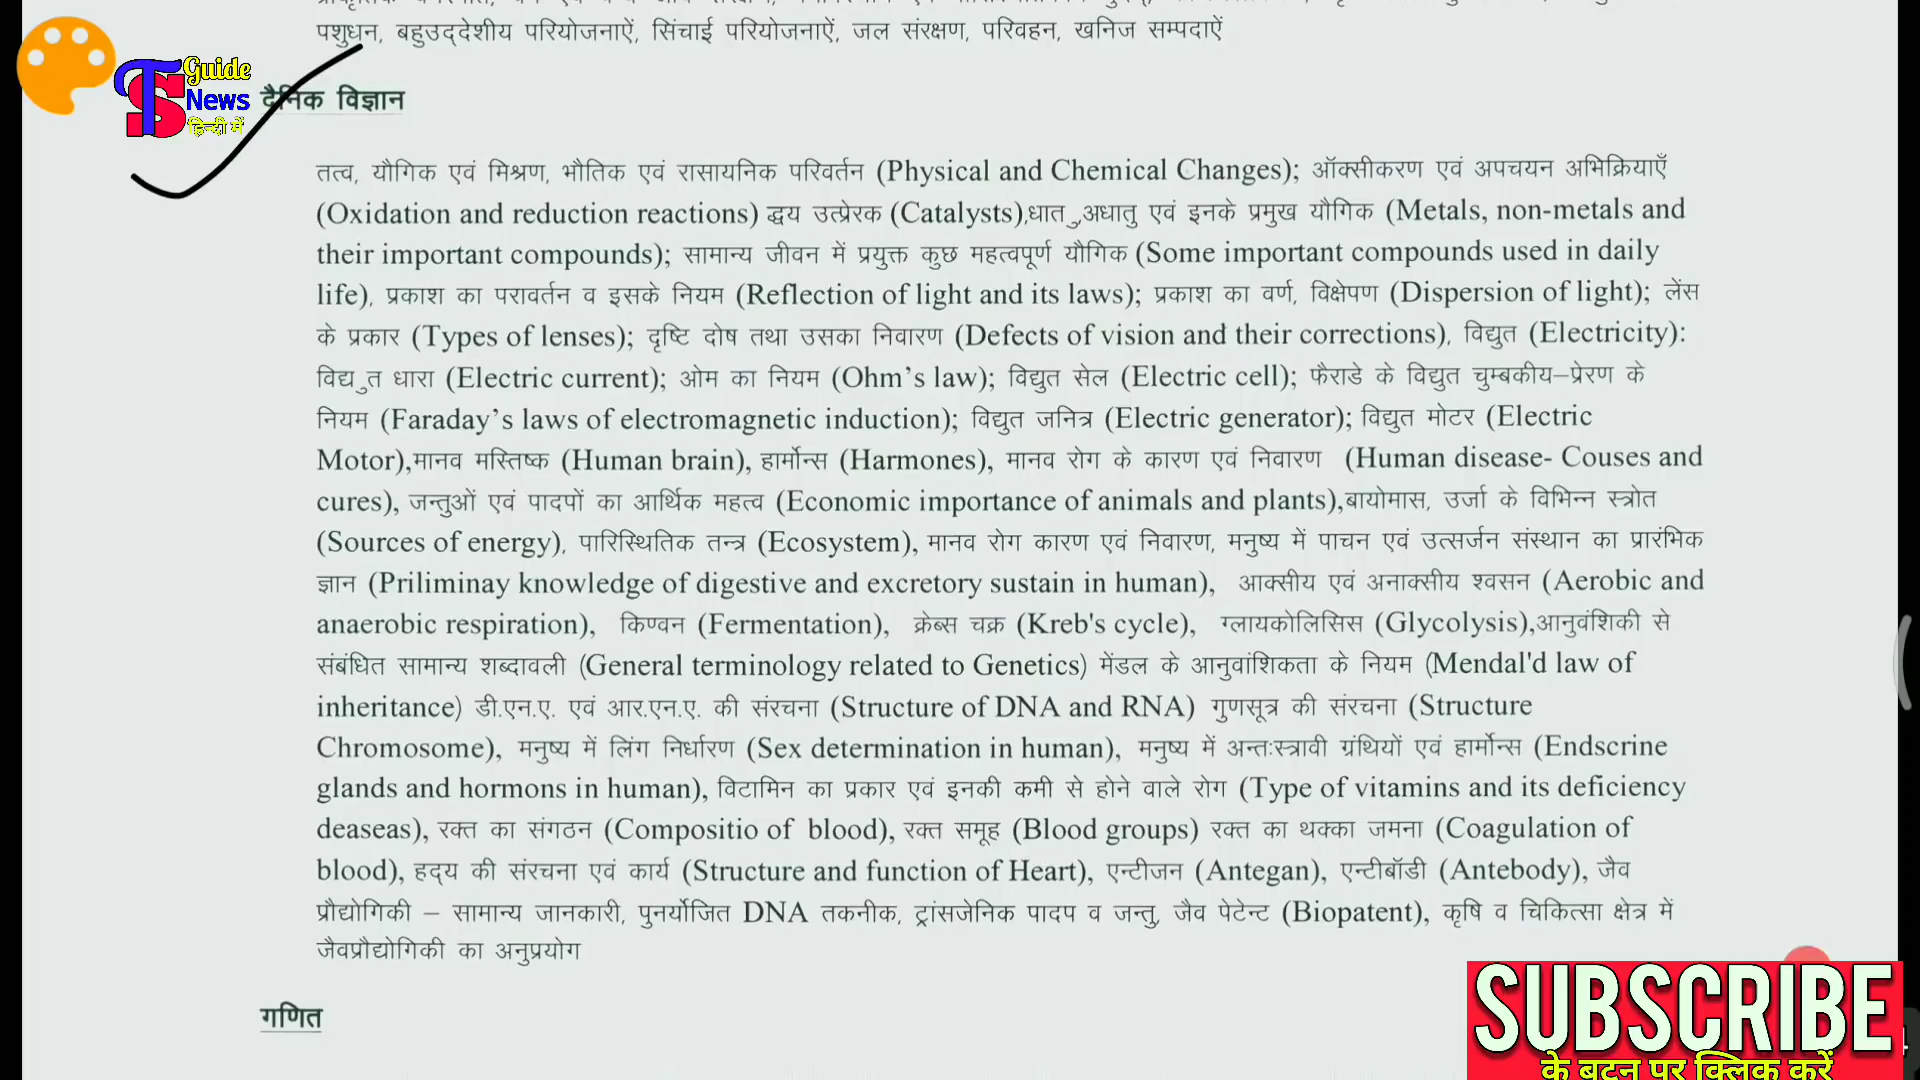 पशुधन, बहुउद्देशीय परियोजनाऐं, सिंचाई परियोजनाऐं, जल संरक्षण, परिवहन, खनिज सम्पदाऐं
TS Guide
News
हिन्दी में
दैनिक विज्ञान
तत्व, यौगिक एवं मिश्रण, भौतिक एवं रासायनिक परिवर्तन (Physical and Chemical Changes); ऑक्सीकरण एवं अपचयन अभिक्रियाएँ
(Oxidation and reduction reactions) द्धय उत्प्रेरक (Catalysts),धातु ,अधातु एवं इनके प्रमुख यौगिक (Metals, non-metals and
their important compounds); सामान्य जीवन में प्रयुक्त कुछ महत्वपूर्ण यौगिक (Some important compounds used in daily
life), प्रकाश का परावर्तन व इसके नियम (Reflection of light and its laws); प्रकाश का वर्ण, विक्षेपण (Dispersion of light); लेंस
के प्रकार (Types of lenses); दृष्टि दोष तथा उसका निवारण (Defects of vision and their corrections), विद्युत (Electricity):
विद्युत धारा (Electric current); ओम का नियम (Ohm's law); विद्युत सेल (Electric cell); फैराडे के विद्युत चुम्बकीय–प्रेरण के
नियम (Faraday's laws of electromagnetic induction); विद्युत जनित्र (Electric generator); विद्युत मोटर (Electric
Motor),मानव मस्तिष्क (Human brain), हार्मोन्स (Harmones), मानव रोग के कारण एवं निवारण (Human disease- Couses and
cures), जन्तुओं एवं पादपों का आर्थिक महत्व (Economic importance of animals and plants),बायोमास, उर्जा के विभिन्न स्त्रोत
(Sources of energy), पारिस्थितिक तन्त्र (Ecosystem), मानव रोग कारण एवं निवारण, मनुष्य में पाचन एवं उत्सर्जन संस्थान का प्रारंभिक
ज्ञान (Priliminay knowledge of digestive and excretory sustain in human), आक्सीय एवं अनाक्सीय श्वसन (Aerobic and
anaerobic respiration), किण्वन (Fermentation), क्रेब्स चक्र (Kreb's cycle), ग्लायकोलिसिस (Glycolysis),आनुवंशिकी से
संबंधित सामान्य शब्दावली (General terminology related to Genetics) मेंडल के आनुवांशिकता के नियम (Mendal'd law of
inheritance) डी.एन.ए. एवं आर.एन.ए. की संरचना (Structure of DNA and RNA) गुणसूत्र की संरचना (Structure
Chromosome), मनुष्य में लिंग निर्धारण (Sex determination in human), मनुष्य में अन्तःस्त्रावी ग्रंथियों एवं हार्मोन्स (Endscrine
glands and hormons in human), विटामिन का प्रकार एवं इनकी कमी से होने वाले रोग (Type of vitamins and its deficiency
deaseas), रक्त का संगठन (Compositio of blood), रक्त समूह (Blood groups) रक्त का थक्का जमना (Coagulation of
blood), हद्य की संरचना एवं कार्य (Structure and function of Heart), एन्टीजन (Antegan), एन्टीबॉडी (Antebody), जैव
प्रौद्योगिकी – सामान्य जानकारी, पुनर्योजित DNA तकनीक, ट्रांसजेनिक पादप व जन्तु, जैव पेटेन्ट (Biopatent), कृषि व चिकित्सा क्षेत्र में
जैवप्रौद्योगिकी का अनुप्रयोग
गणित
SUBSCRIBE
के बटन पर क्लिक करें